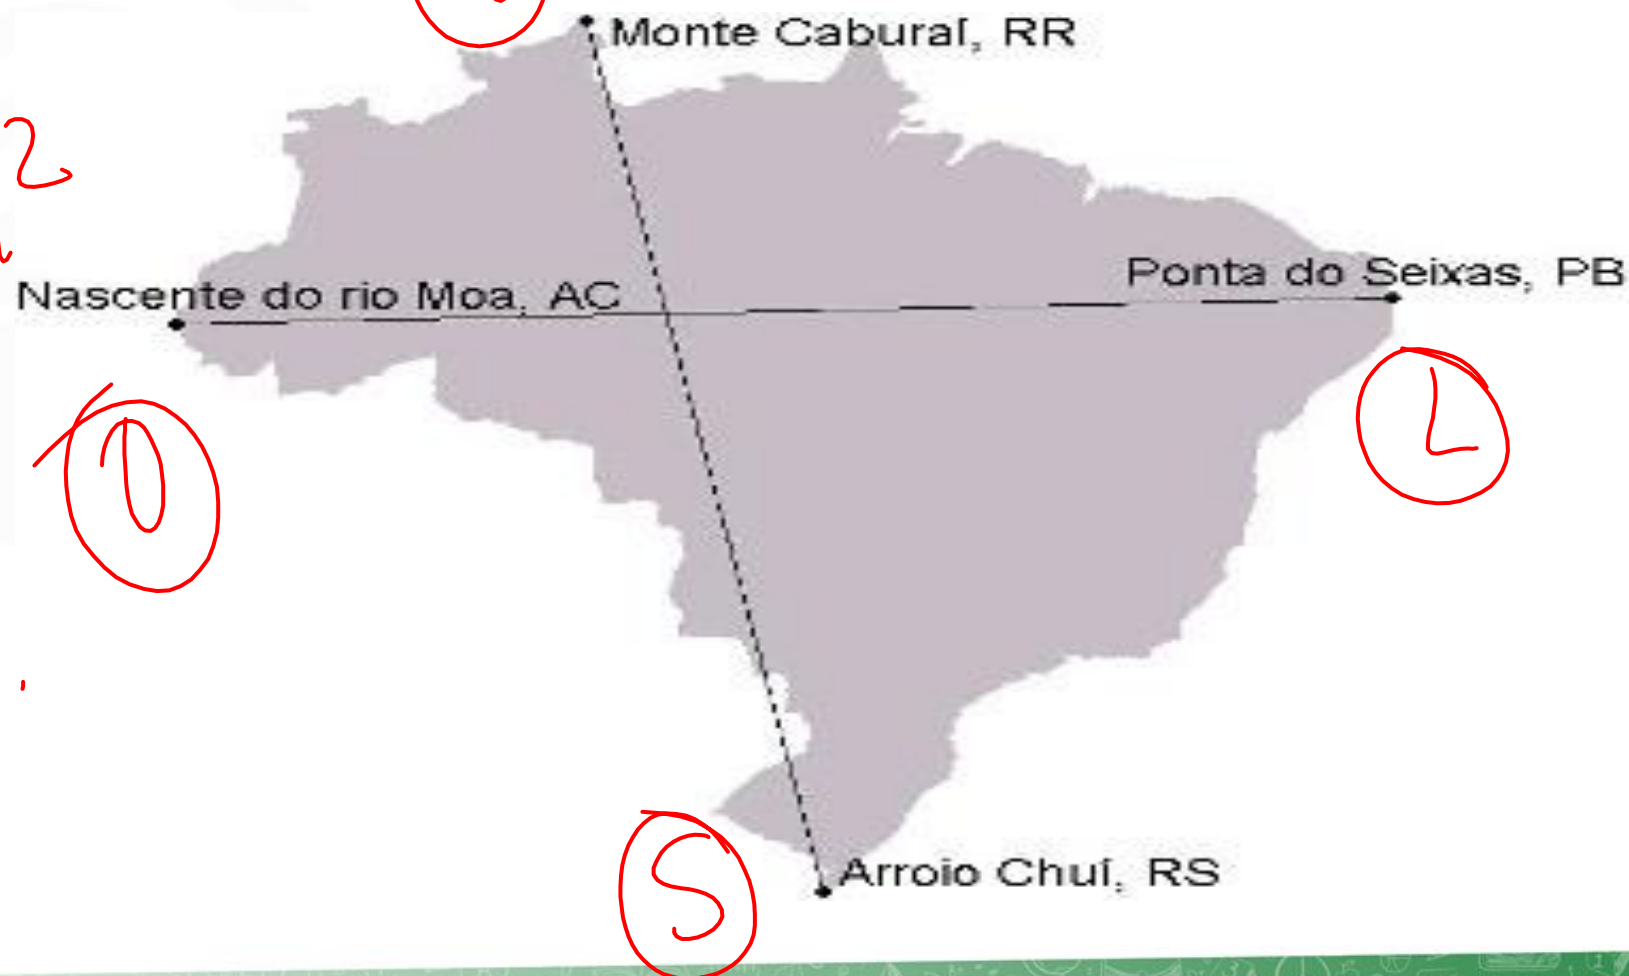 Monte Caburaí, RR
2
Ponta do Seixas, PB
Nascente do rio Moa, AC
L
O
Arroio Chuí, RS
S